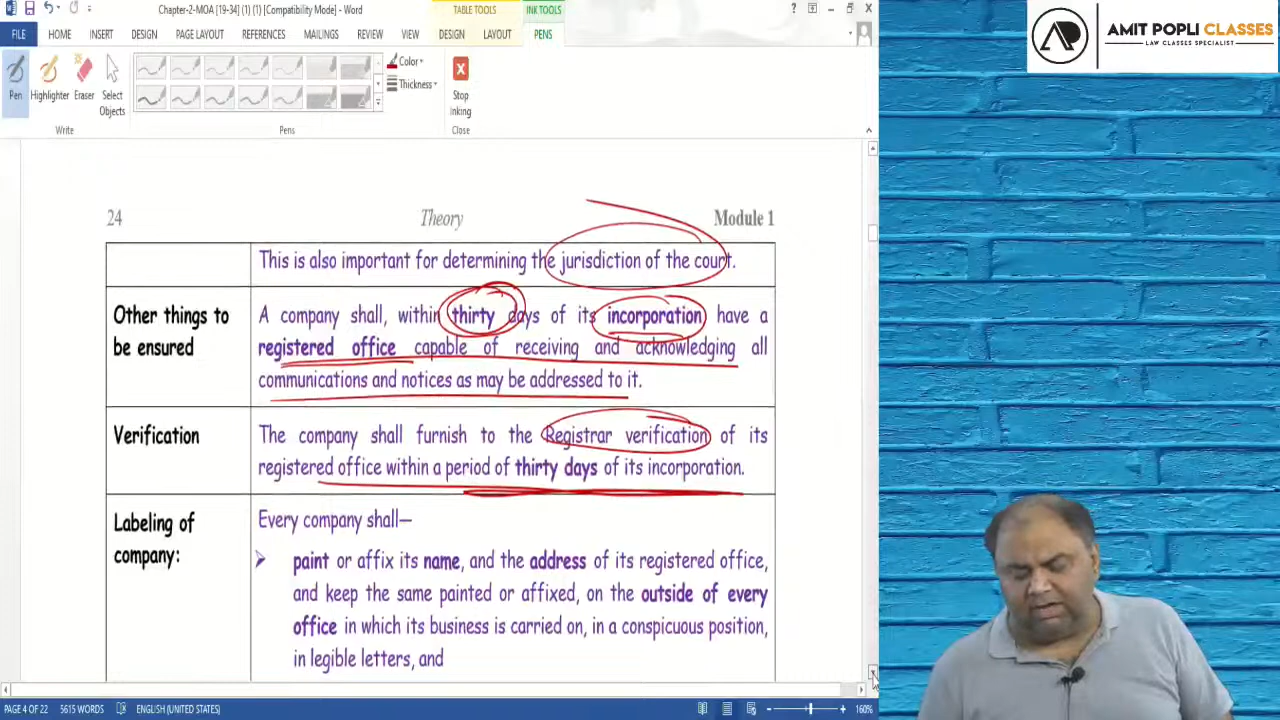 Chapter-2-MOA [19-34] (1) (1) [Compatibility Mode] - Word
TABLE TOOLS
INK TOOLS
FILE
HOME
INSERT
DESIGN
PAGE LAYOUT
REFERENCES
MAILINGS
REVIEW
VIEW
DESIGN
LAYOUT
PENS
AMIT POPLI CLASSES
LAW CLASSES SPECIALIST
Pen
Highlighter
Eraser
Select
Objects
Color
Thickness
Stop
Inking
Write
Pens
Close
24
Theory
Module 1
This is also important for determining the jurisdiction of the court.
Other things to
be ensured
A company shall, within thirty days of its incorporation have a
registered office capable of receiving and acknowledging all
communications and notices as may be addressed to it.
Verification
The company shall furnish to the Registrar verification of its
registered office within a period of thirty days of its incorporation.
Labeling of
company:
Every company shall—
paint or affix its name, and the address of its registered office,
and keep the same painted or affixed, on the outside of every
office in which its business is carried on, in a conspicuous position,
in legible letters, and
PAGE 4 OF 22
5615 WORDS
ENGLISH (UNITED STATES)
160%